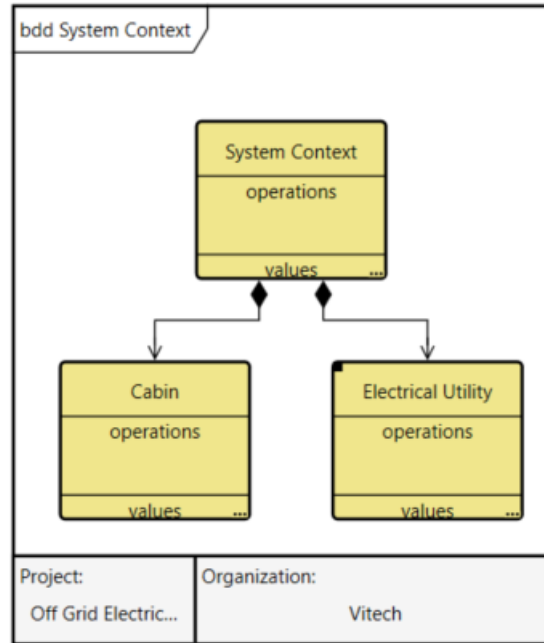 bdd System Context
System Context
operations
values ...
Cabin
operations
values ...
Electrical Utility
operations
values ...
Project:
Off Grid Electric...
Organization:
Vitech